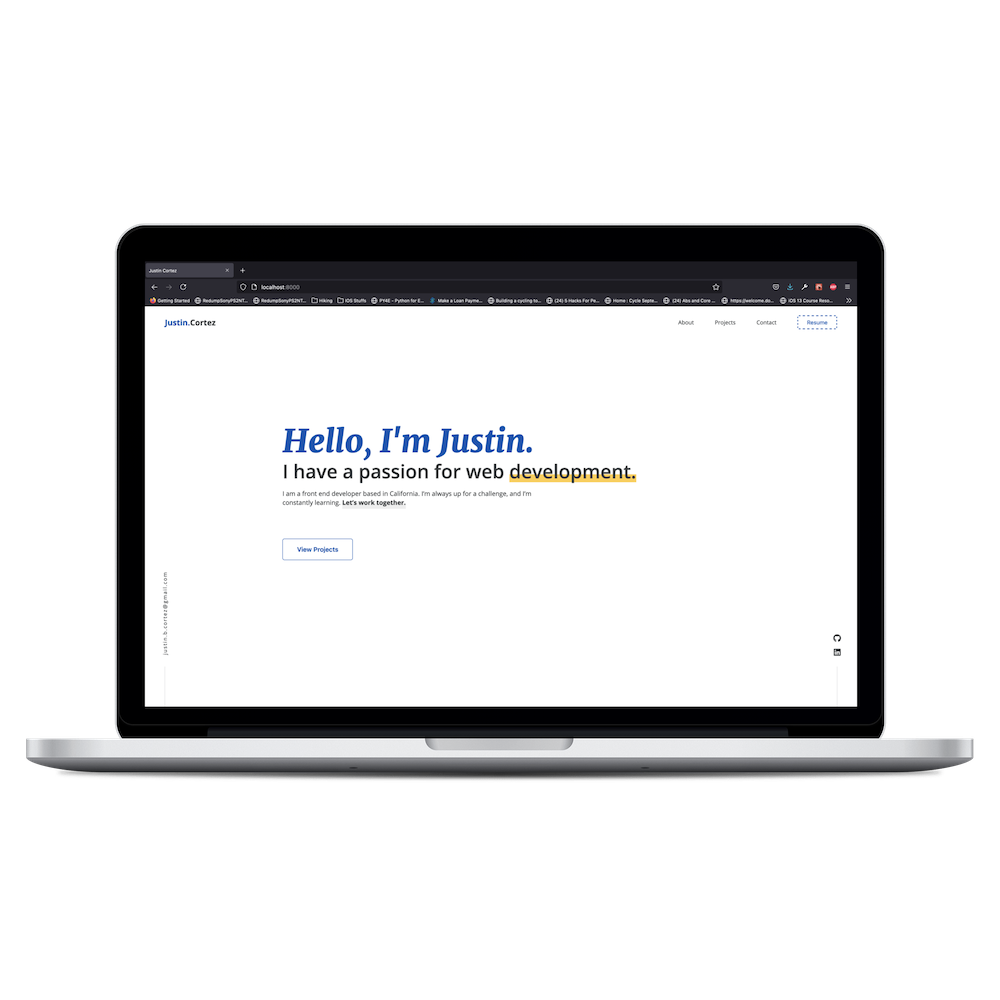 Justin Cortez
localhost:8000
Getting Started RedumpSonyPS2NT... RedumpSonyPS2NT... Hiking IOS Stuffs PY4E - Python for E... Make a Loan Payme... Building a cycling to... (24) 5 Hacks For Pe... Home : Cycle Septe... (24) Abs and Core ... https://welcome.do... iOS 13 Course Reso...
Justin.Cortez About Projects Contact Resume
Hello, I'm Justin.
I have a passion for web development.
I am a front end developer based in California. I'm always up for a challenge, and I'm
constantly learning. Let's work together.
View Projects
justin.b.cortez@gmail.com